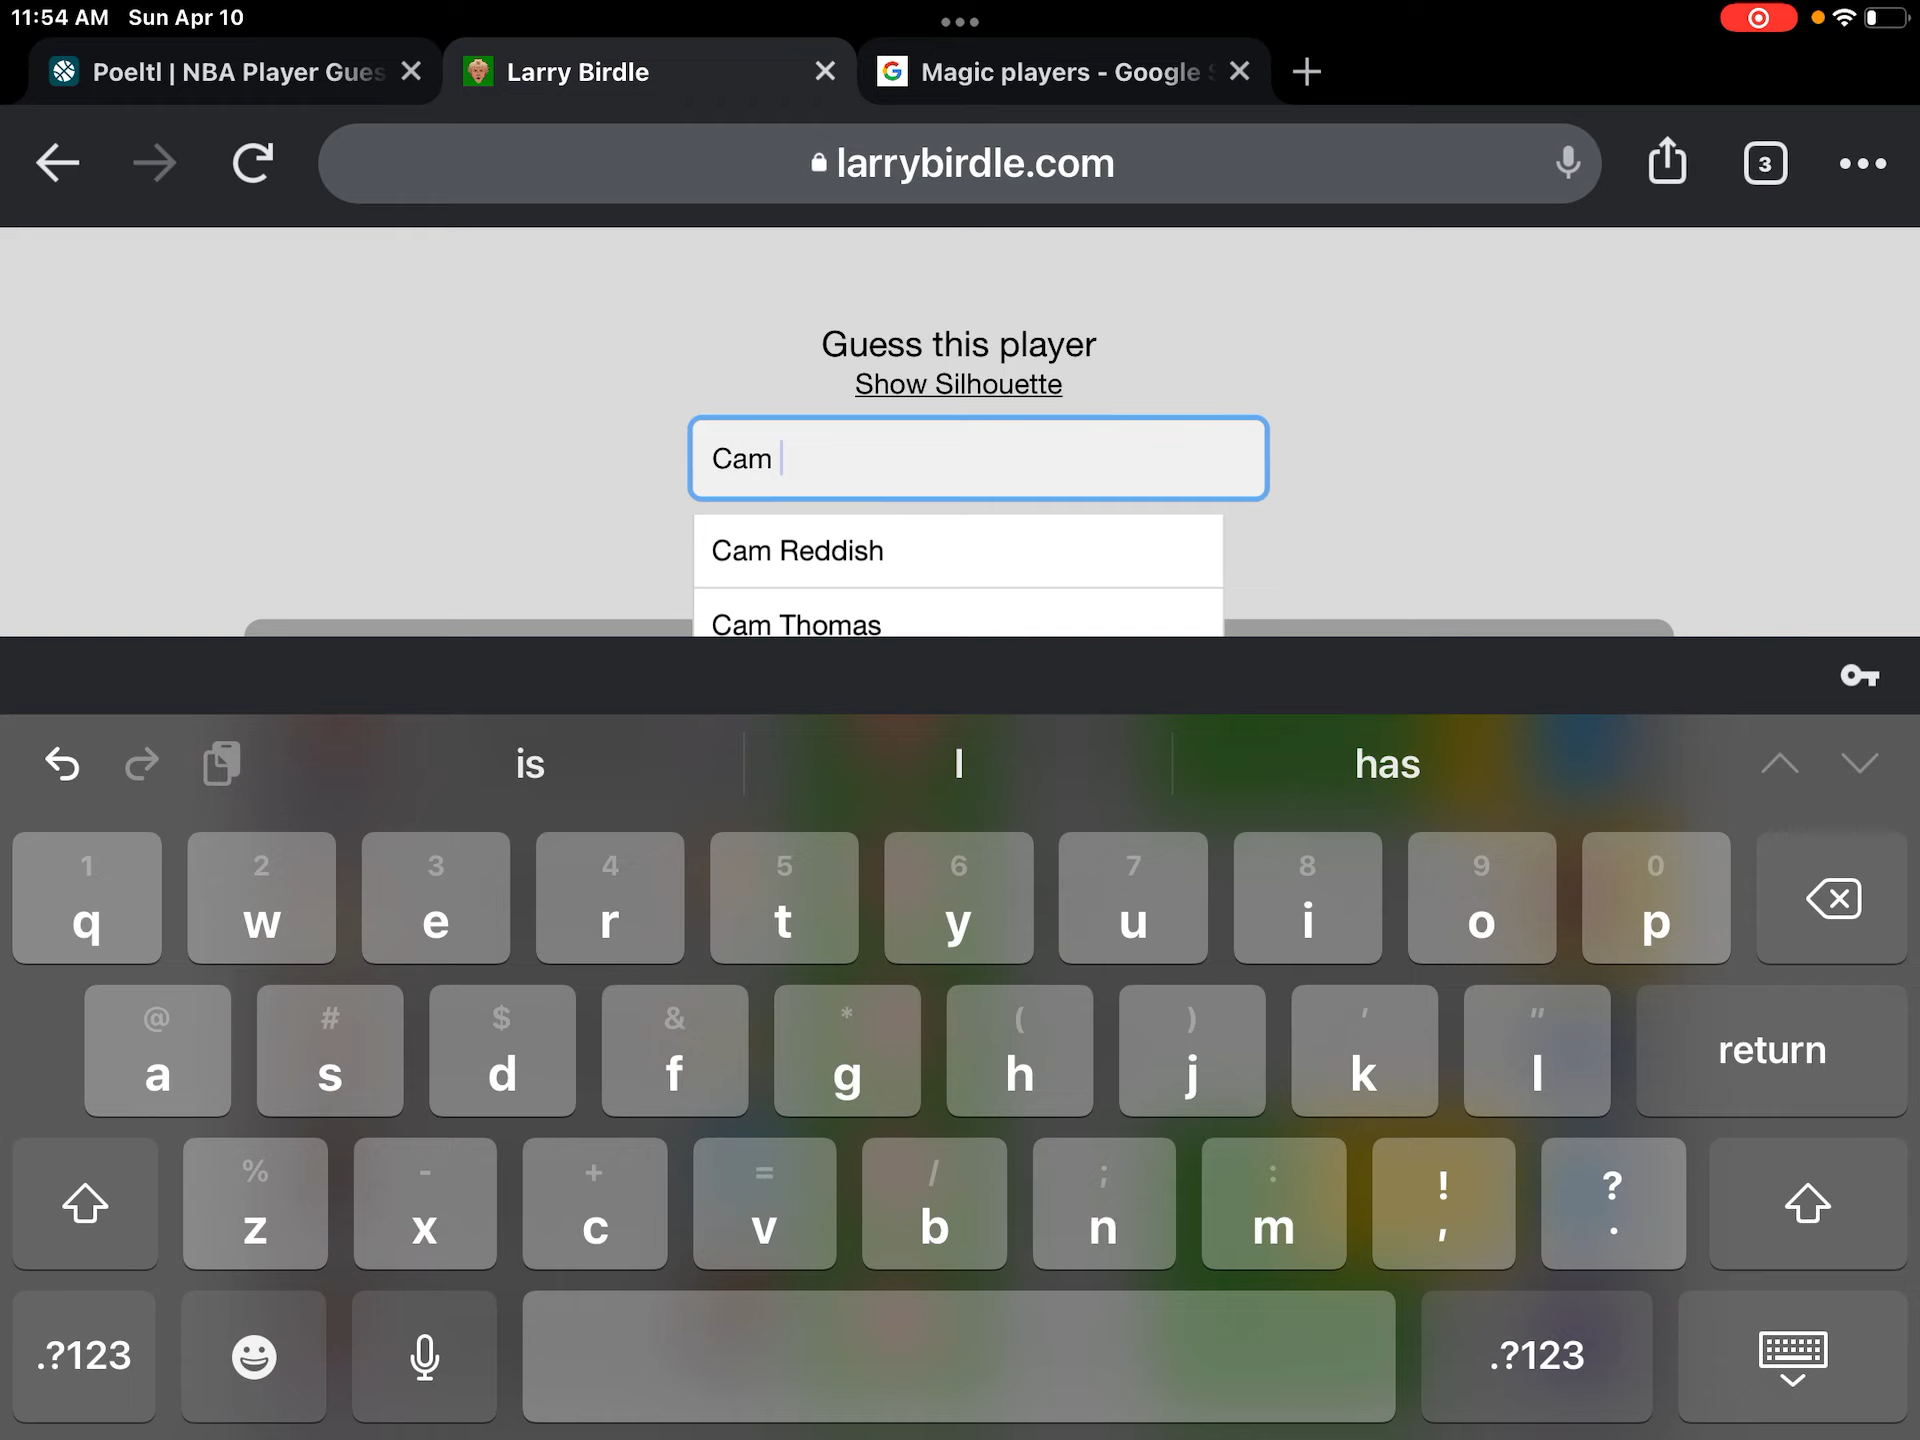 11:54 AM Sun Apr 10
Poeltl | NBA Player Gues
Larry Birdle
Magic players - Google S
larrybirdle.com
3
Guess this player
Show Silhouette
Cam
Cam Reddish
Cam Thomas
is I has
1 2 3 4 5 6 7 8 9 0
q w e r t y u i o p
@ # $ & * ( ) ' "
a s d f g h j k l return
% - + = / ; : ! ?
z x c v b n m , .
.?123 .?123